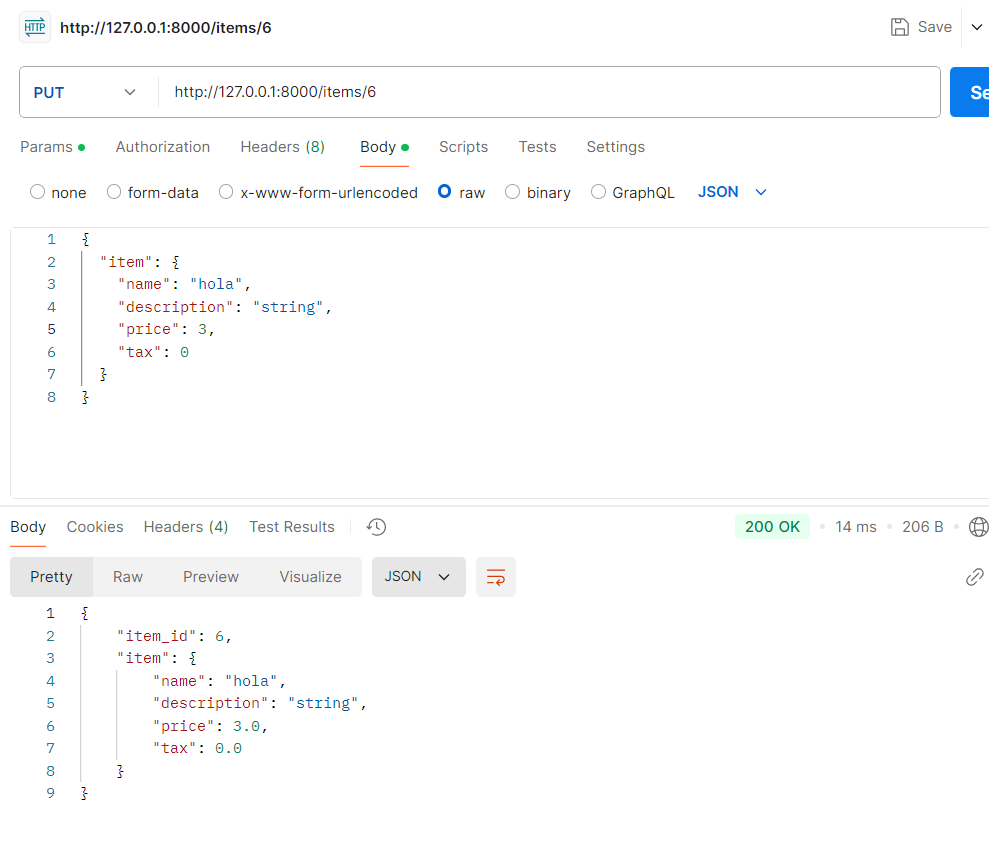 HTTP http://127.0.0.1:8000/items/6 Save
PUT http://127.0.0.1:8000/items/6 Se
Params Authorization Headers (8) Body Scripts Tests Settings
none form-data x-www-form-urlencoded raw binary GraphQL JSON
1 {
2 "item": {
3 "name": "hola",
4 "description": "string",
5 "price": 3,
6 "tax": 0
7 }
8 }
Body Cookies Headers (4) Test Results 200 OK • 14 ms • 206 B •
Pretty Raw Preview Visualize JSON
1 {
2 "item_id": 6,
3 "item": {
4 "name": "hola",
5 "description": "string",
6 "price": 3.0,
7 "tax": 0.0
8 }
9 }